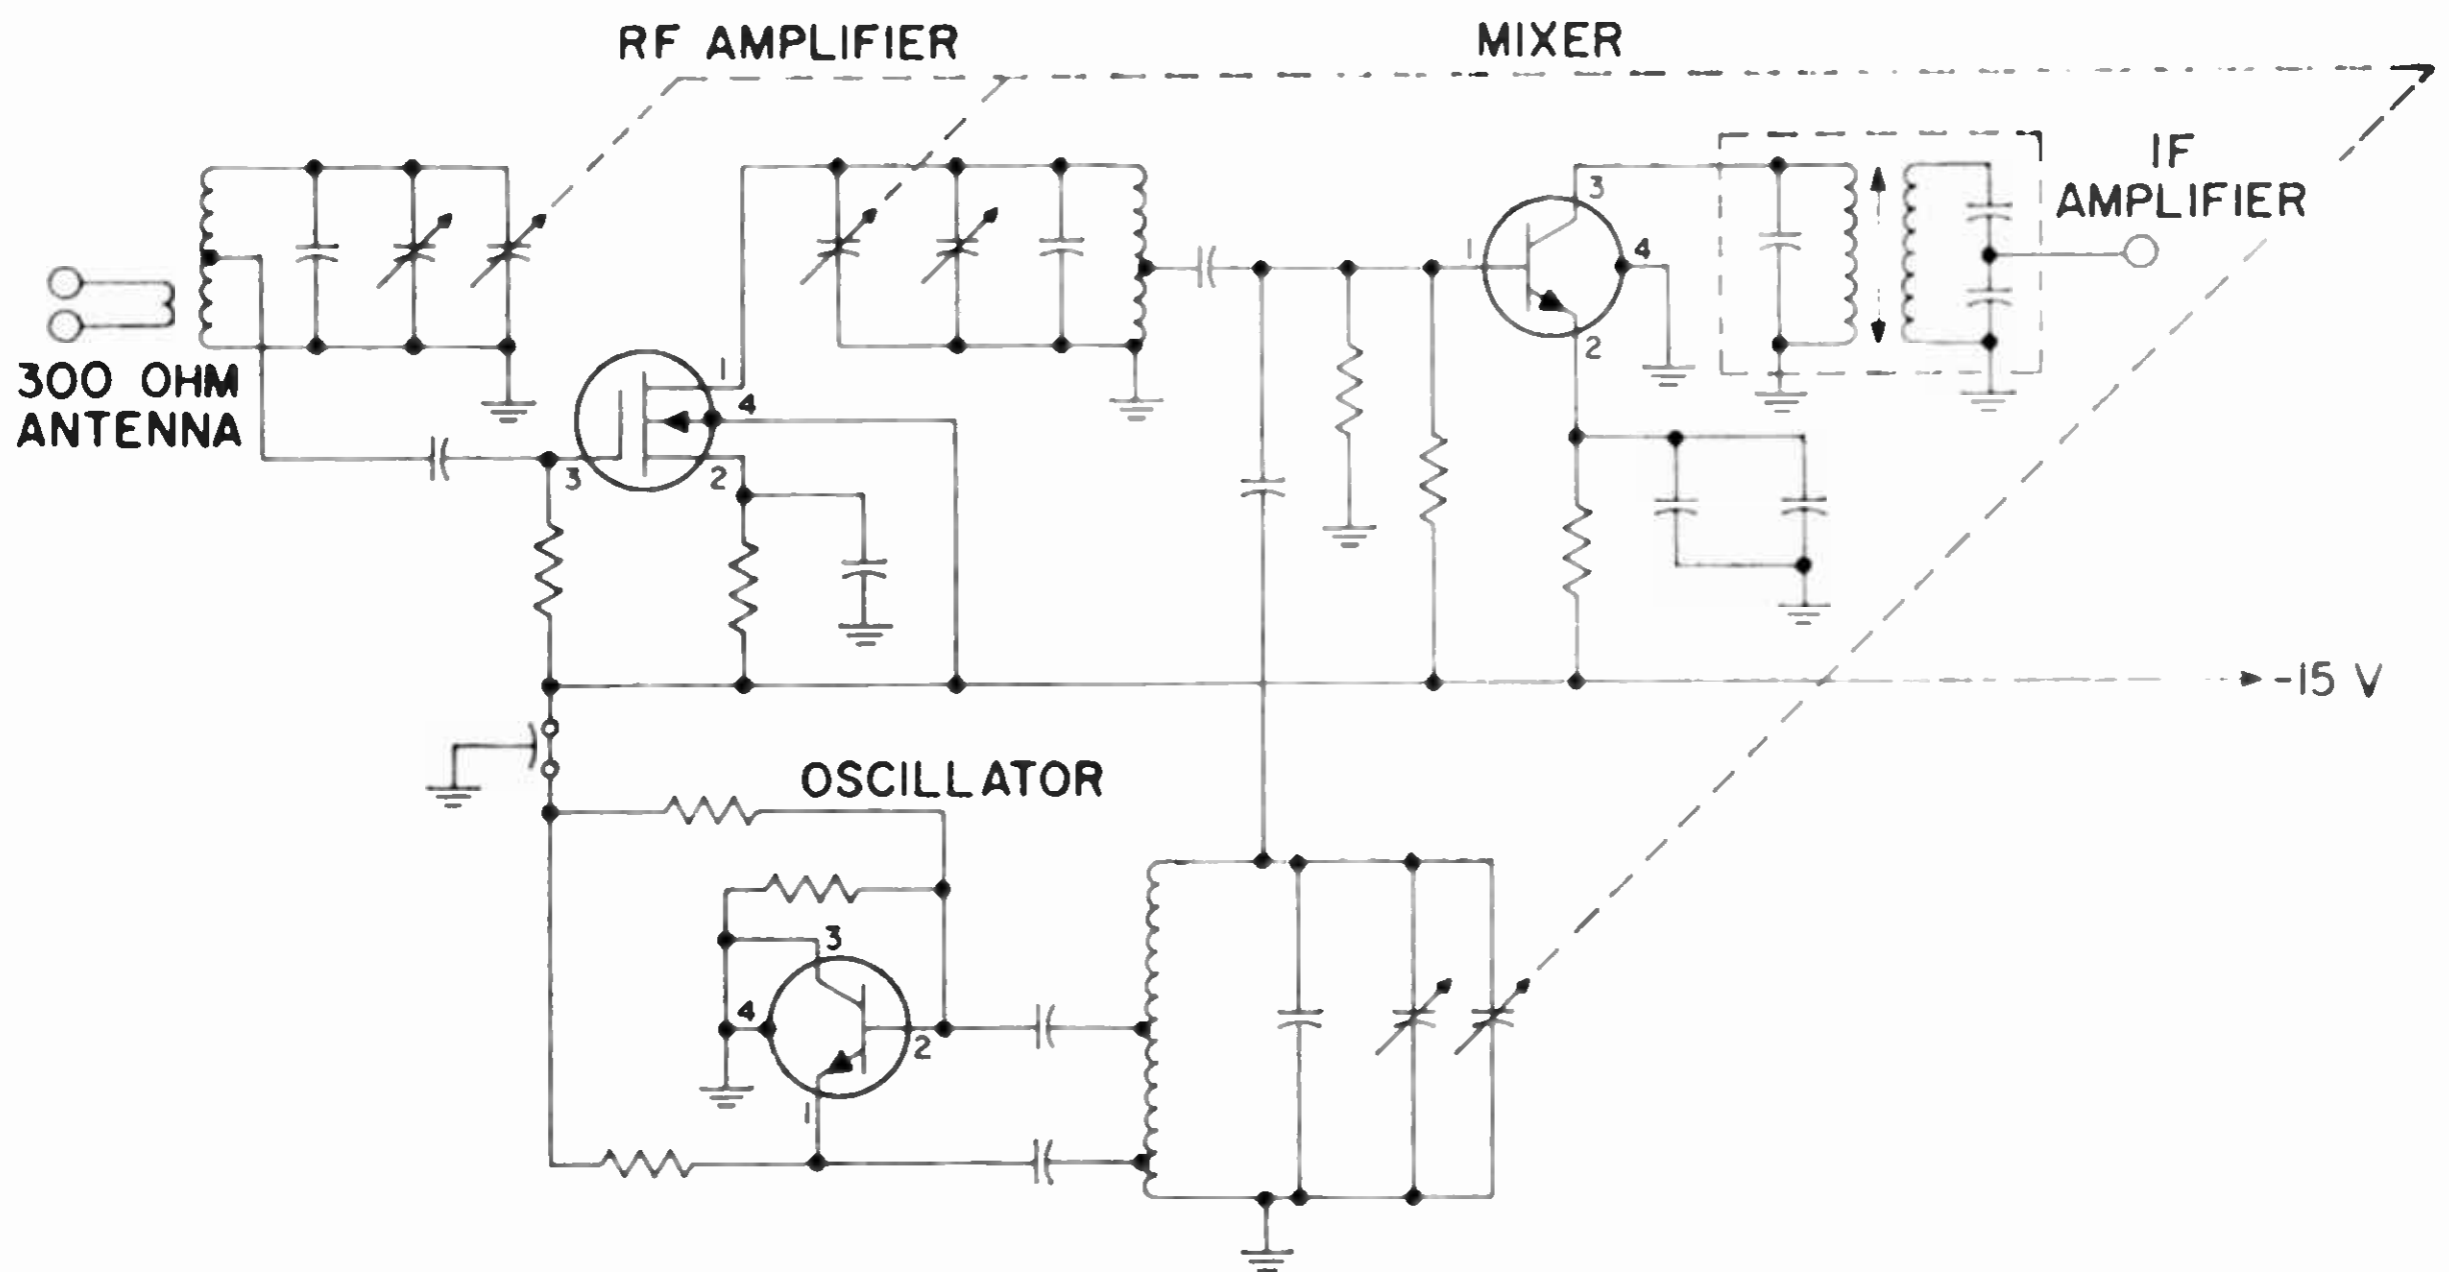 RF AMPLIFIER
MIXER
IF
AMPLIFIER
300 OHM
ANTENNA
1
4
3
2
3
1
4
2
-15 V
OSCILLATOR
3
4
2
1